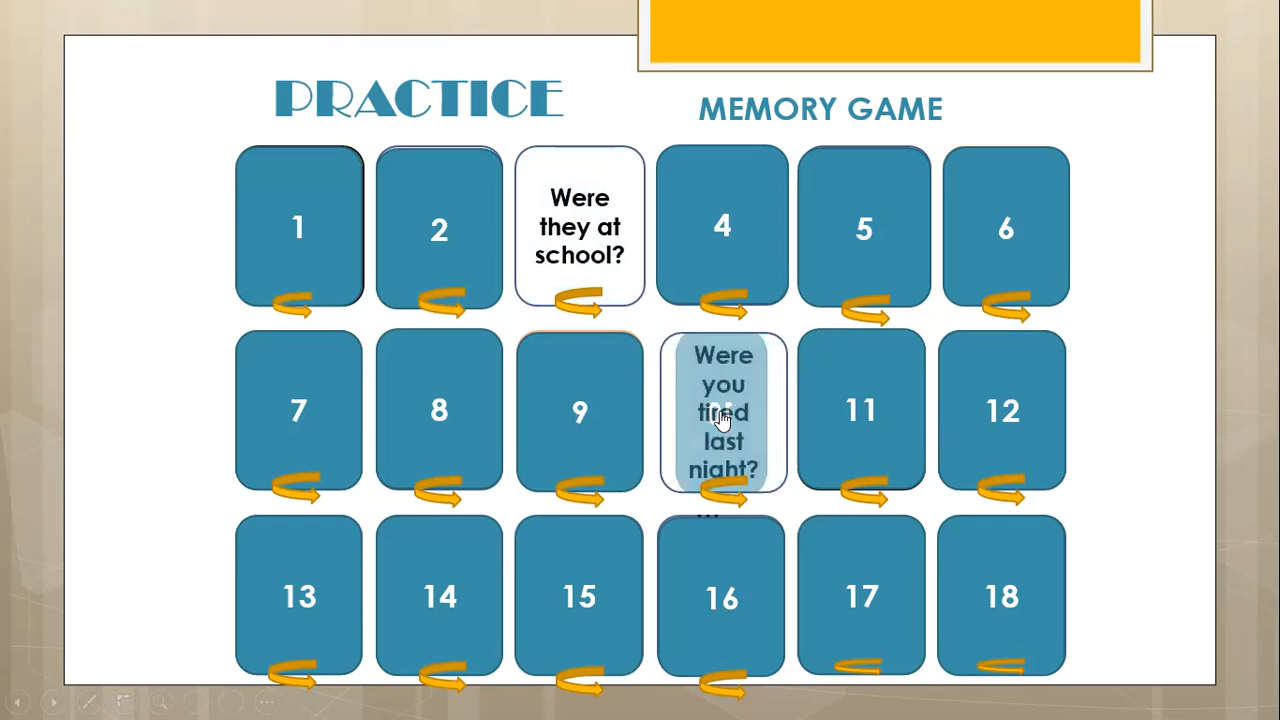 PRACTICE
MEMORY GAME
1
2
Were
they at
school?
4
5
6
7
8
9
Were
you
tired
last
night?
11
12
...
13
14
15
16
17
18